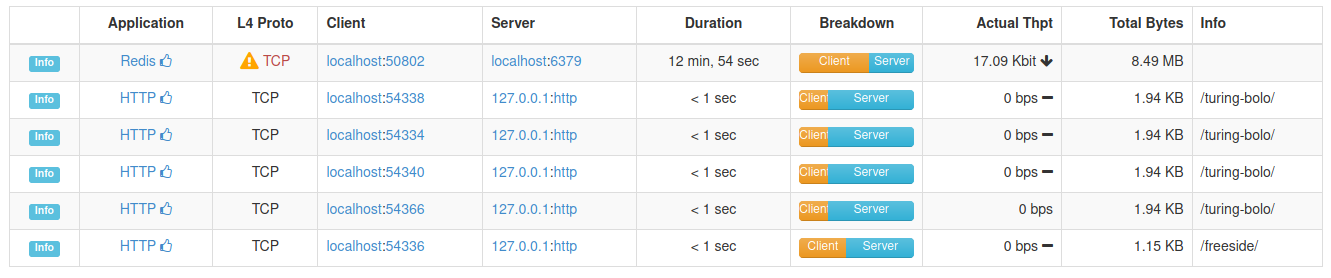 Application L4 Proto Client Server Duration Breakdown Actual Thpt Total Bytes Info
Info Redis TCP localhost:50802 localhost:6379 12 min, 54 sec Client Server 17.09 Kbit 8.49 MB
Info HTTP TCP localhost:54338 127.0.0.1:http < 1 sec Client Server 0 bps 1.94 KB /turing-bolo/
Info HTTP TCP localhost:54334 127.0.0.1:http < 1 sec Client Server 0 bps 1.94 KB /turing-bolo/
Info HTTP TCP localhost:54340 127.0.0.1:http < 1 sec Client Server 0 bps 1.94 KB /turing-bolo/
Info HTTP TCP localhost:54366 127.0.0.1:http < 1 sec Client Server 0 bps 1.94 KB /turing-bolo/
Info HTTP TCP localhost:54336 127.0.0.1:http < 1 sec Client Server 0 bps 1.15 KB /freeside/